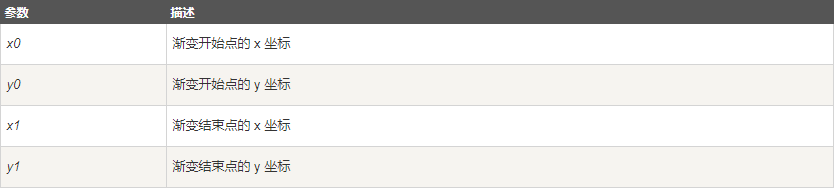 参数 描述
x0 渐变开始点的 x 坐标
y0 渐变开始点的 y 坐标
x1 渐变结束点的 x 坐标
y1 渐变结束点的 y 坐标